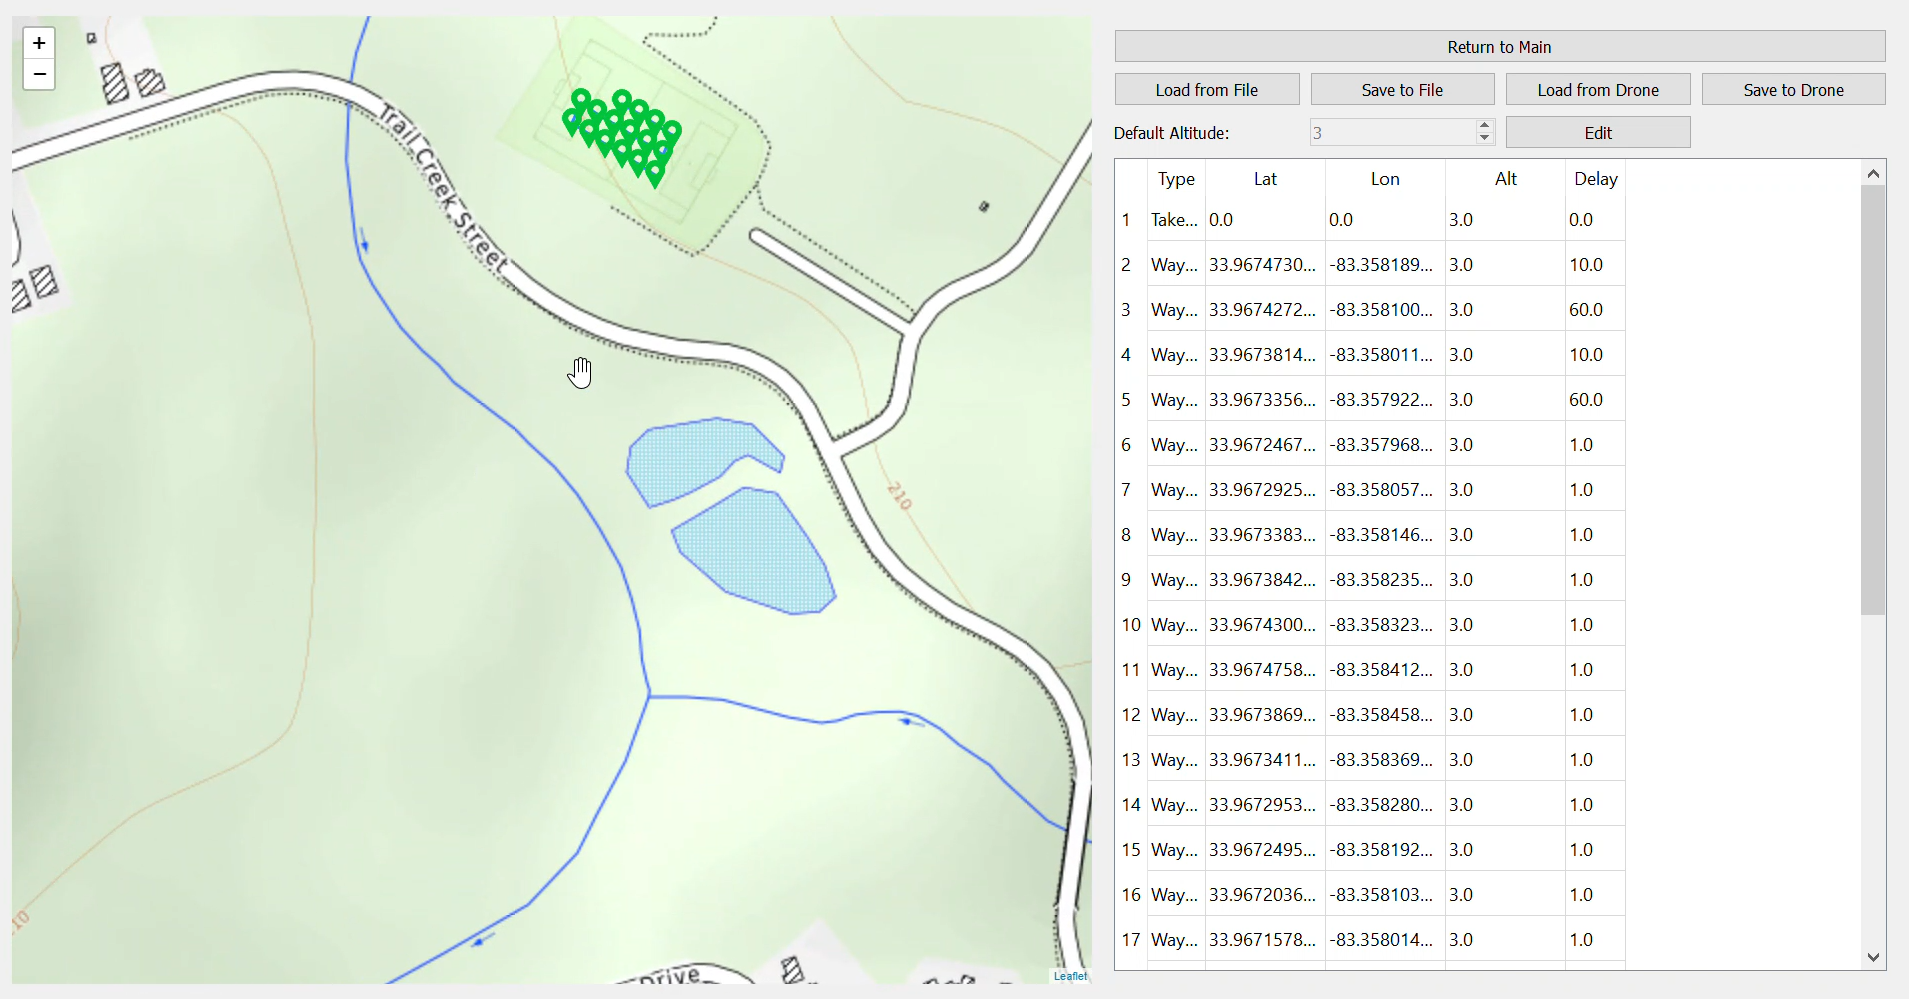 +
−
Trail Creek Street
210
10
Drive
Leaflet
Return to Main
Load from File Save to File Load from Drone Save to Drone
Default Altitude: 3 Edit
Type Lat Lon Alt Delay
1 Take... 0.0 0.0 3.0 0.0
2 Way... 33.9674730... -83.358189... 3.0 10.0
3 Way... 33.9674272... -83.358100... 3.0 60.0
4 Way... 33.9673814... -83.358011... 3.0 10.0
5 Way... 33.9673356... -83.357922... 3.0 60.0
6 Way... 33.9672467... -83.357968... 3.0 1.0
7 Way... 33.9672925... -83.358057... 3.0 1.0
8 Way... 33.9673383... -83.358146... 3.0 1.0
9 Way... 33.9673842... -83.358235... 3.0 1.0
10 Way... 33.9674300... -83.358323... 3.0 1.0
11 Way... 33.9674758... -83.358412... 3.0 1.0
12 Way... 33.9673869... -83.358458... 3.0 1.0
13 Way... 33.9673411... -83.358369... 3.0 1.0
14 Way... 33.9672953... -83.358280... 3.0 1.0
15 Way... 33.9672495... -83.358192... 3.0 1.0
16 Way... 33.9672036... -83.358103... 3.0 1.0
17 Way... 33.9671578... -83.358014... 3.0 1.0